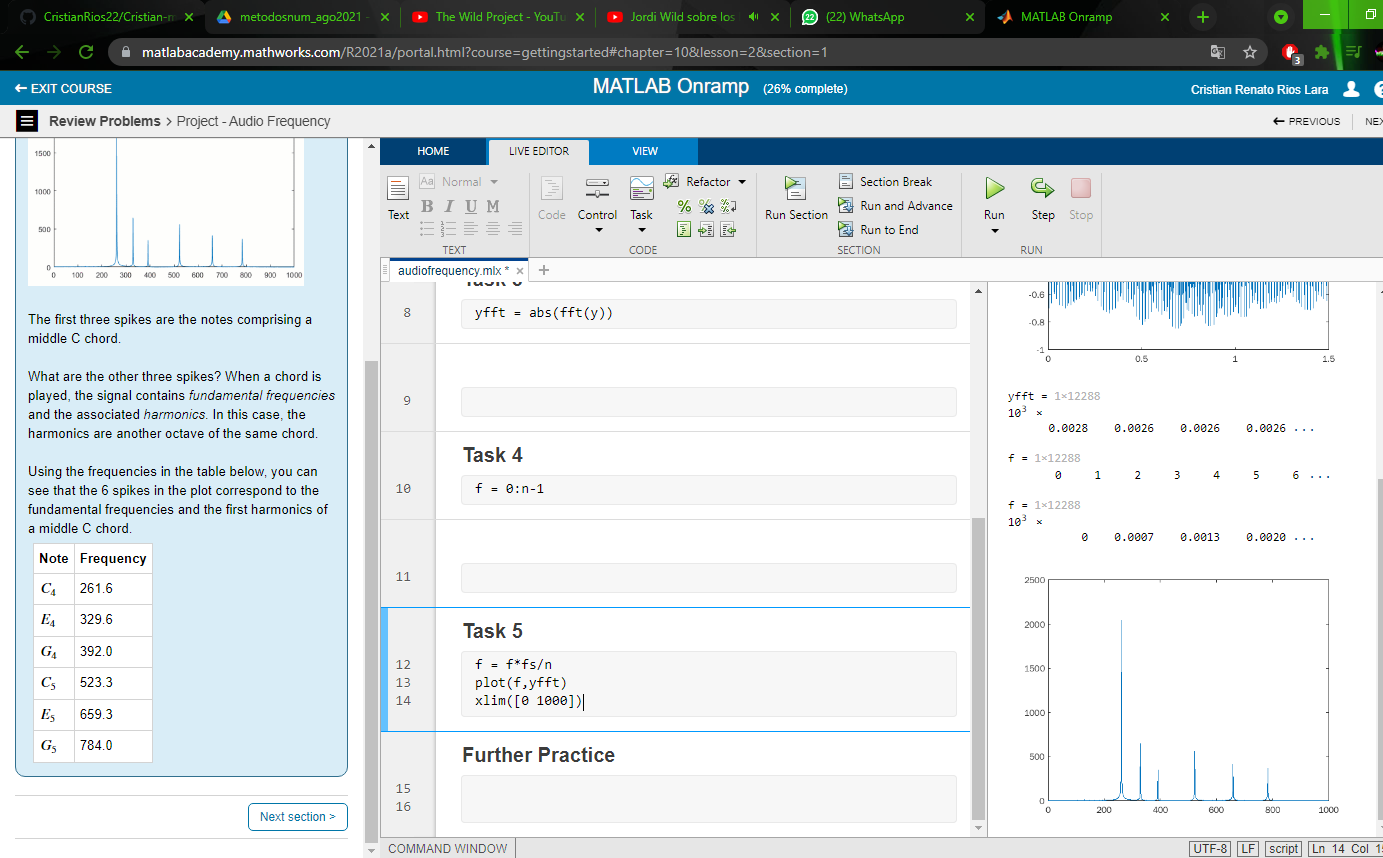 CristianRios22/Cristian-m
metodosnum_ago2021 -
The Wild Project - YouTu
Jordi Wild sobre los
(22) WhatsApp
MATLAB Onramp
matlabacademy.mathworks.com/R2021a/portal.html?course=gettingstarted#chapter=10&lesson=2&section=1
3
← EXIT COURSE
MATLAB Onramp (26% complete)
Cristian Renato Rios Lara
Review Problems > Project - Audio Frequency
← PREVIOUS
NEX
1500
1000
500
0
0 100 200 300 400 500 600 700 800 900 1000
The first three spikes are the notes comprising a
middle C chord.
What are the other three spikes? When a chord is
played, the signal contains fundamental frequencies
and the associated harmonics. In this case, the
harmonics are another octave of the same chord.
Using the frequencies in the table below, you can
see that the 6 spikes in the plot correspond to the
fundamental frequencies and the first harmonics of
a middle C chord.
Note Frequency
C4 261.6
E4 329.6
G4 392.0
C5 523.3
E5 659.3
G5 784.0
Next section >
HOME LIVE EDITOR VIEW
Text
Aa Normal
B I U M
TEXT
Code Control Task
Refactor
CODE
Run Section
Section Break
Run and Advance
Run to End
SECTION
Run Step Stop
RUN
audiofrequency.mlx *
8 yfft = abs(fft(y))
9
Task 4
10 f = 0:n-1
11
Task 5
12 f = f*fs/n
13 plot(f,yfft)
14 xlim([0 1000])
Further Practice
15
16
-0.6
-0.8
-1
0 0.5 1 1.5
yfft = 1×12288
10³ ×
0.0028 0.0026 0.0026 0.0026 ...
f = 1×12288
0 1 2 3 4 5 6 ...
f = 1×12288
10³ ×
0 0.0007 0.0013 0.0020 ...
2500
2000
1500
1000
500
0
0 200 400 600 800 1000
COMMAND WINDOW
UTF-8 LF script Ln 14 Col